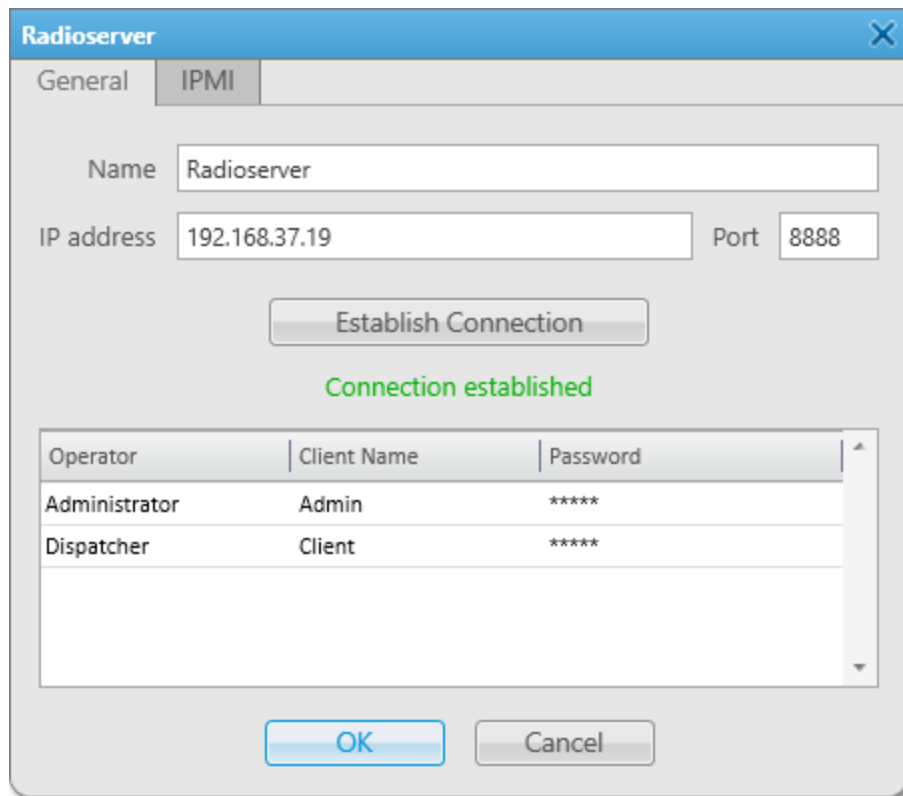 Radioserver
General IPMI
Name Radioserver
IP address 192.168.37.19 Port 8888
Establish Connection
Connection established
Operator Client Name Password
Administrator Admin *****
Dispatcher Client *****
OK Cancel